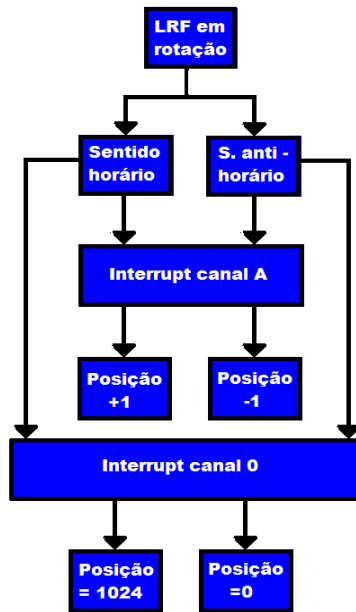 LRF em
rotação
Sentido
horário
S. anti -
horário
Interrupt canal A
Posição
+1
Posição
-1
Interrupt canal 0
Posição
= 1024
Posição
=0